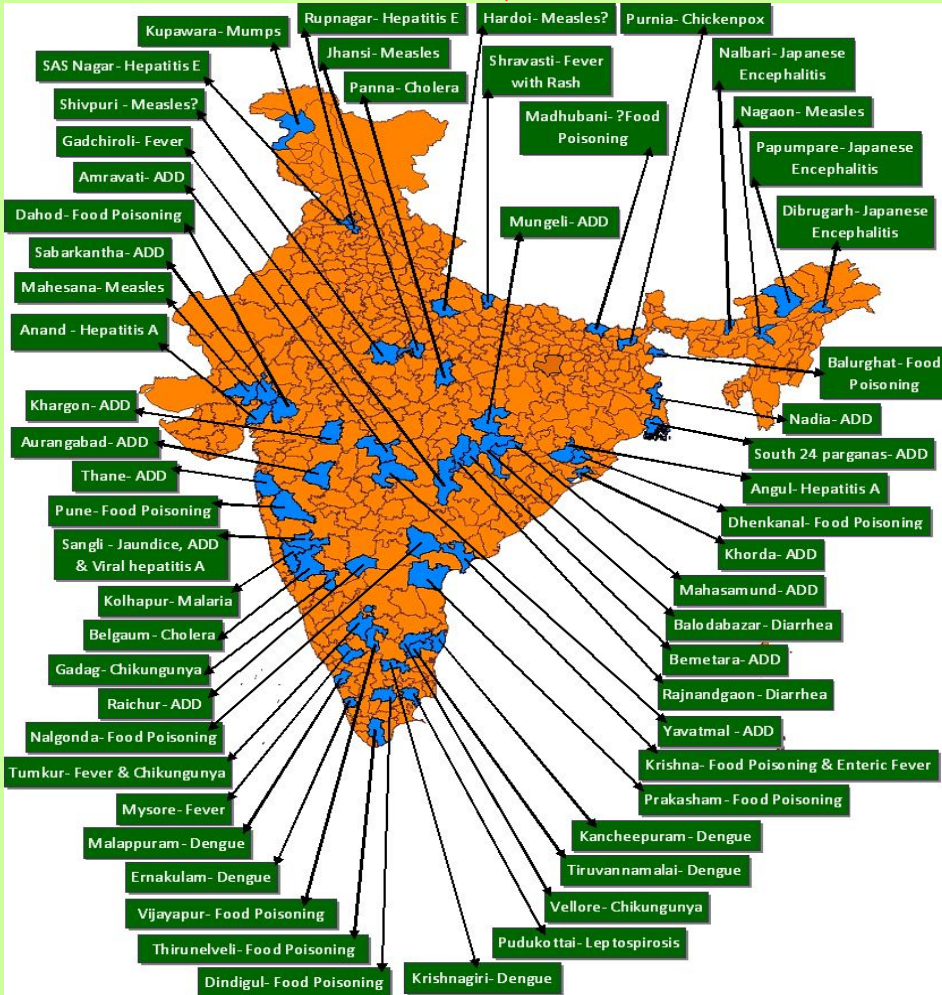 Rupnagar- Hepatitis E
Hardoi- Measles?
Purnia- Chickenpox
Kupawara- Mumps
Jhansi- Measles
Nalbari- Japanese
Encephalitis
SAS Nagar- Hepatitis E
Panna- Cholera
Shravasti- Fever
with Rash
Shivpuri - Measles?
Madhubani- ?Food
Poisoning
Nagaon- Measles
Gadchiroli- Fever
Papumpare- Japanese
Encephalitis
Amravati- ADD
Dahod- Food Poisoning
Mungeli- ADD
Dibrugarh- Japanese
Encephalitis
Sabarkantha- ADD
Mahesana- Measles
Anand - Hepatitis A
Balurghat- Food
Poisoning
Khargon- ADD
Nadia- ADD
Aurangabad- ADD
South 24 parganas- ADD
Thane- ADD
Angul- Hepatitis A
Pune- Food Poisoning
Dhenkanal- Food Poisoning
Sangli - Jaundice, ADD
& Viral hepatitis A
Khorda- ADD
Kolhapur- Malaria
Mahasamund- ADD
Belgaum- Cholera
Balodabazar- Diarrhea
Gadag- Chikungunya
Bemetara- ADD
Raichur- ADD
Rajnandgaon- Diarrhea
Nalgonda- Food Poisoning
Yavatmal - ADD
Tumkur- Fever & Chikungunya
Krishna- Food Poisoning & Enteric Fever
Mysore- Fever
Prakasham- Food Poisoning
Malappuram- Dengue
Kancheepuram- Dengue
Ernakulam- Dengue
Tiruvannamalai- Dengue
Vijayapur- Food Poisoning
Vellore- Chikungunya
Thirunelveli- Food Poisoning
Pudukottai- Leptospirosis
Dindigul- Food Poisoning
Krishnagiri- Dengue